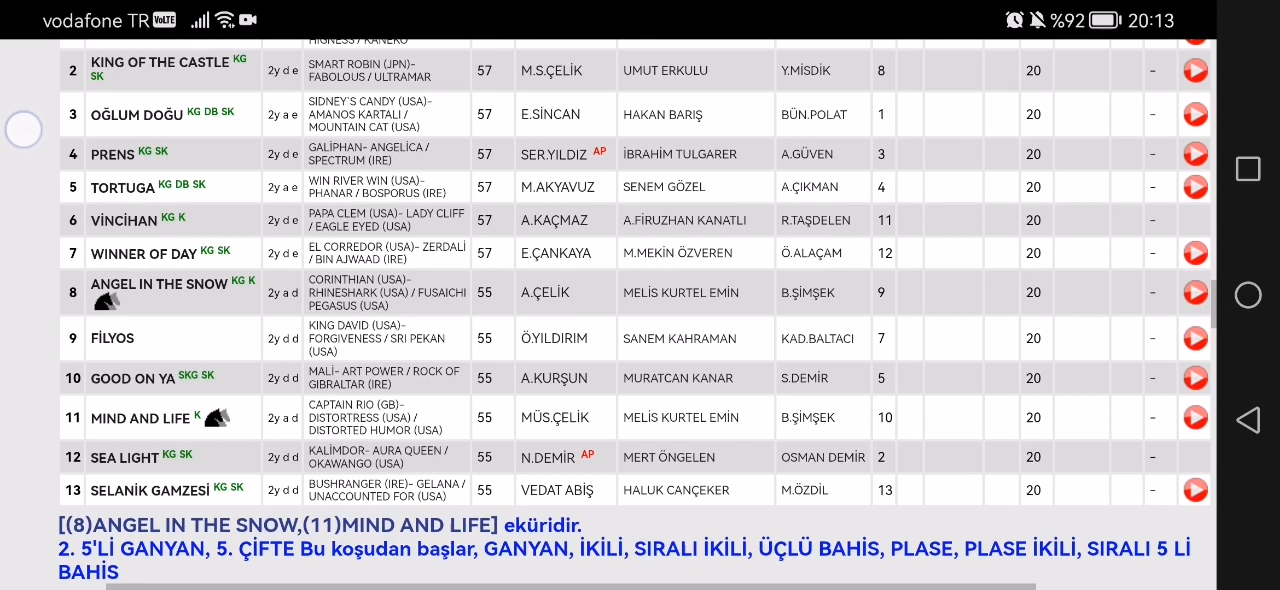 vodafone TR VoLTE %92 20:13
HIGNESS / KANEKO
2 KING OF THE CASTLE KG SK 2y d e SMART ROBIN (JPN)- FABOLOUS / ULTRAMAR 57 M.S.ÇELİK UMUT ERKULU Y.MİSDİK 8 20 -
3 OĞLUM DOĞU KG DB SK 2y a e SIDNEY'S CANDY (USA)- AMANOS KARTALI / MOUNTAIN CAT (USA) 57 E.SİNCAN HAKAN BARIŞ BÜN.POLAT 1 20 -
4 PRENS KG SK 2y d e GALİPHAN- ANGELİCA / SPECTRUM (IRE) 57 SER.YILDIZ AP İBRAHİM TULGARER A.GÜVEN 3 20 -
5 TORTUGA KG DB SK 2y a e WIN RIVER WIN (USA)- PHANAR / BOSPORUS (IRE) 57 M.AKYAVUZ SENEM GÖZEL A.ÇIKMAN 4 20 -
6 VİNCİHAN KG K 2y d e PAPA CLEM (USA)- LADY CLIFF / EAGLE EYED (USA) 57 A.KAÇMAZ A.FİRUZHAN KANATLI R.TAŞDELEN 11 20 -
7 WINNER OF DAY KG SK 2y d e EL CORREDOR (USA)- ZERDALİ / BIN AJWAAD (IRE) 57 E.ÇANKAYA M.MEKİN ÖZVEREN Ö.ALAÇAM 12 20 -
8 ANGEL IN THE SNOW KG K 2y a d CORINTHIAN (USA)- RHINESHARK (USA) / FUSAICHI PEGASUS (USA) 55 A.ÇELİK MELİS KURTEL EMİN B.ŞİMŞEK 9 20 -
9 FİLYOS 2y d d KING DAVID (USA)- FORGIVENESS / SRI PEKAN (USA) 55 Ö.YILDIRIM SANEM KAHRAMAN KAD.BALTACI 7 20 -
10 GOOD ON YA SKG SK 2y d d MALİ- ART POWER / ROCK OF GIBRALTAR (IRE) 55 A.KURŞUN MURATCAN KANAR S.DEMİR 5 20 -
11 MIND AND LIFE K 2y a d CAPTAIN RIO (GB)- DISTORTRESS (USA) / DISTORTED HUMOR (USA) 55 MÜS.ÇELİK MELİS KURTEL EMİN B.ŞİMŞEK 10 20 -
12 SEA LIGHT KG SK 2y d d KALİMDOR- AURA QUEEN / OKAWANGO (USA) 55 N.DEMİR AP MERT ÖNGELEN OSMAN DEMİR 2 20 -
13 SELANİK GAMZESİ KG SK 2y d d BUSHRANGER (IRE)- GELANA / UNACCOUNTED FOR (USA) 55 VEDAT ABİŞ HALUK CANÇEKER M.ÖZDİL 13 20 -
[(8)ANGEL IN THE SNOW,(11)MIND AND LIFE] eküridir.
2. 5'Lİ GANYAN, 5. ÇİFTE Bu koşudan başlar, GANYAN, İKİLİ, SIRALI İKİLİ, ÜÇLÜ BAHİS, PLASE, PLASE İKİLİ, SIRALI 5 Lİ
BAHİS